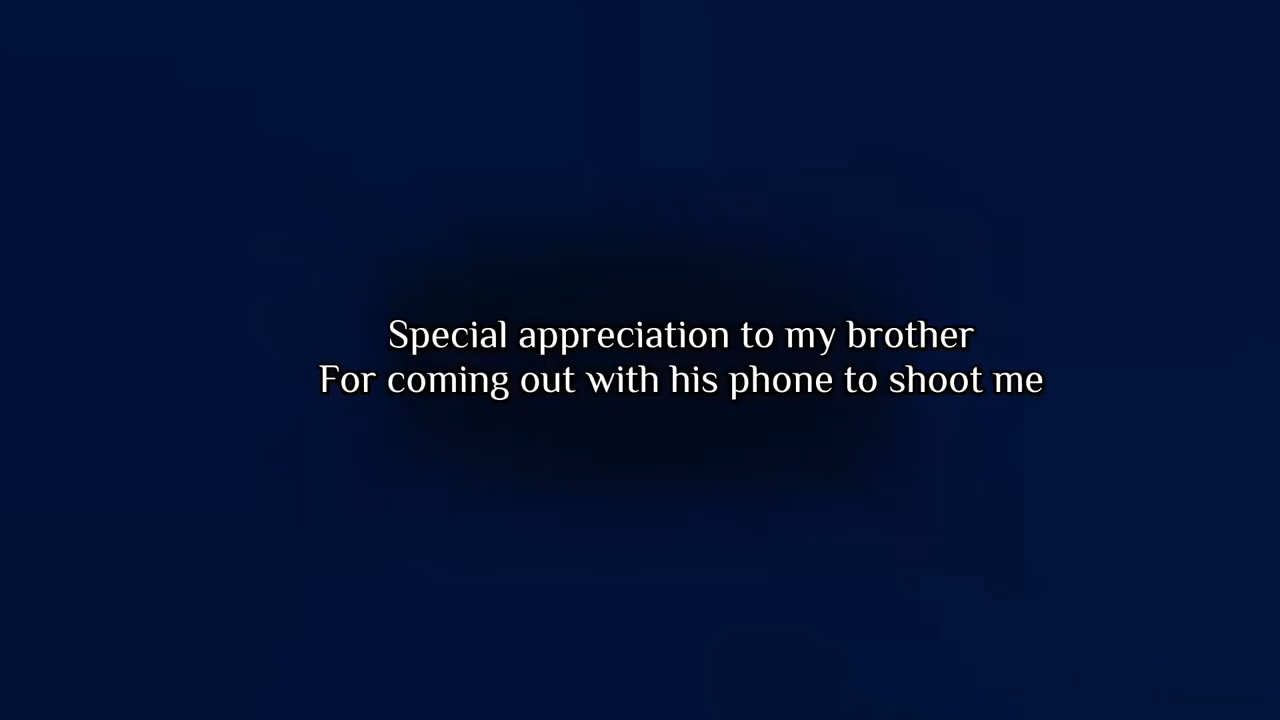 Special appreciation to my brother
For coming out with his phone to shoot me